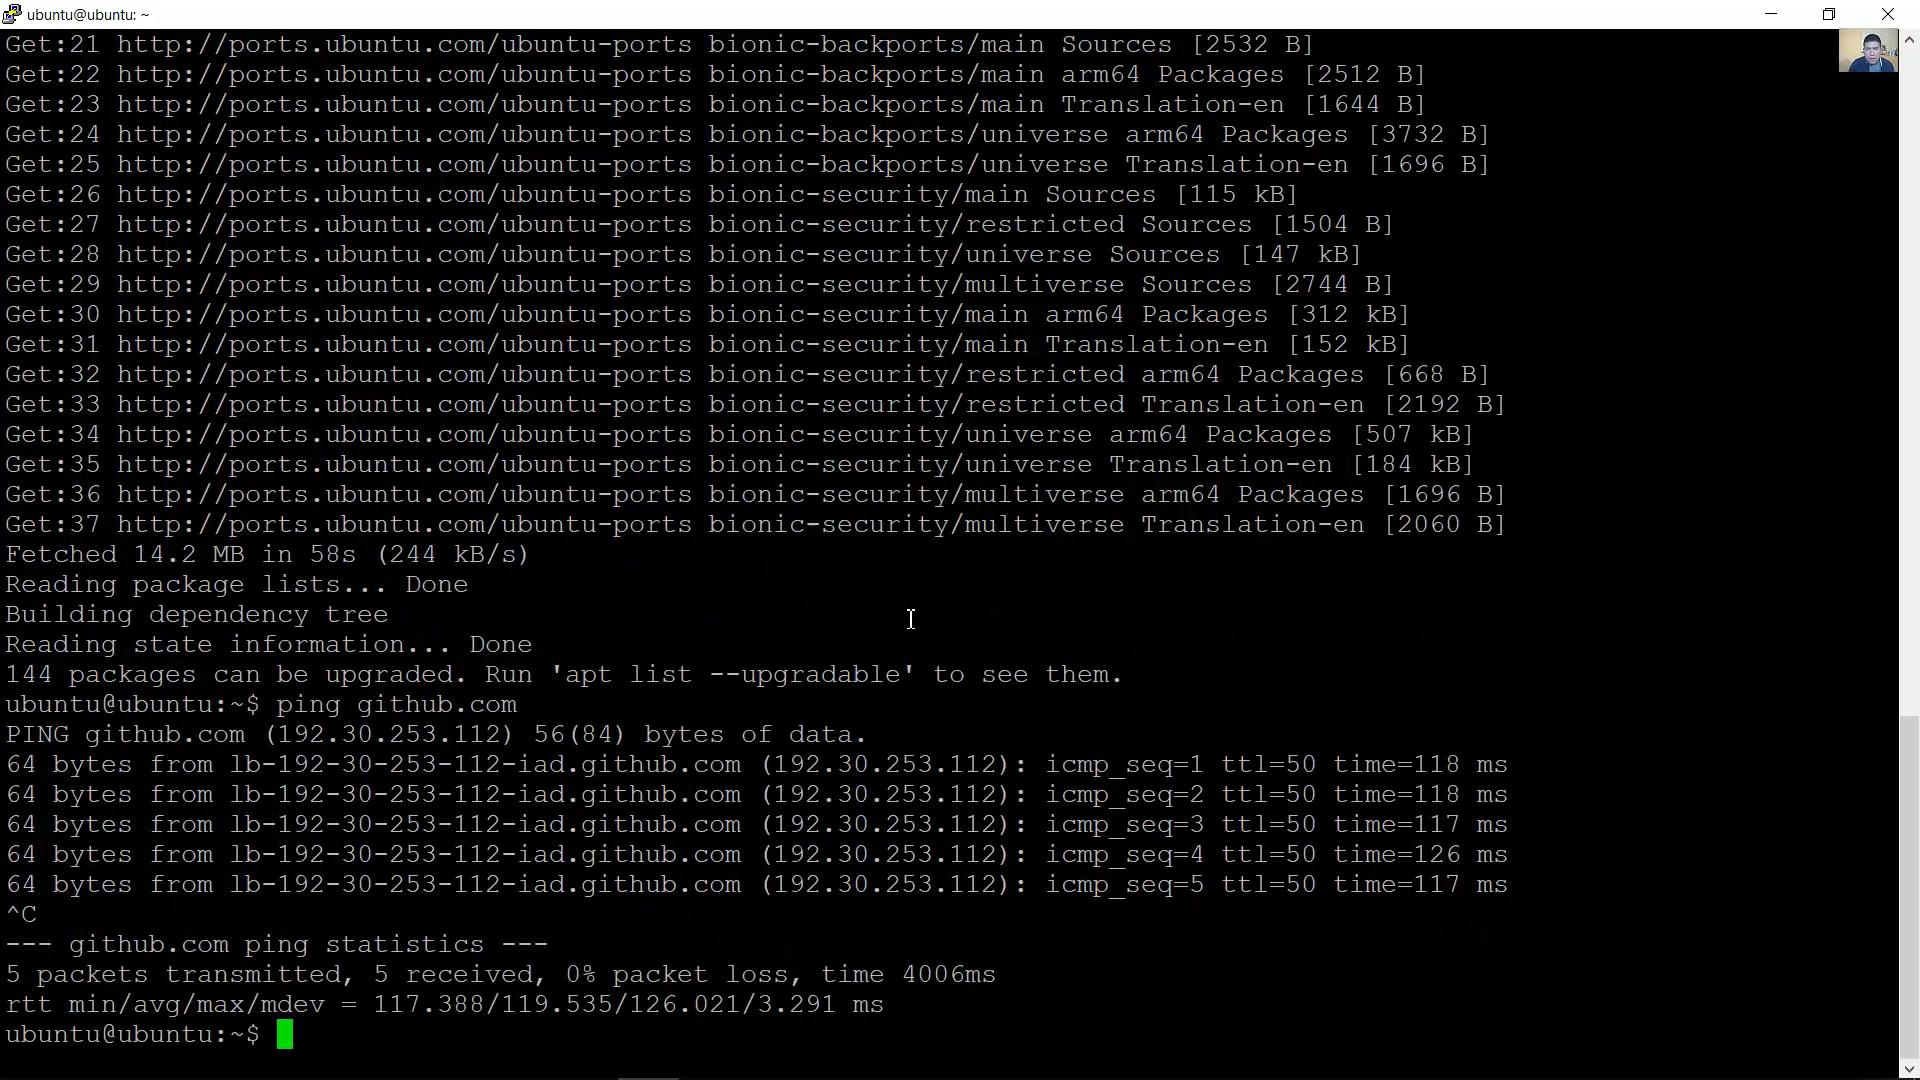 ubuntu@ubuntu: ~
Get:21 http://ports.ubuntu.com/ubuntu-ports bionic-backports/main Sources [2532 B]
Get:22 http://ports.ubuntu.com/ubuntu-ports bionic-backports/main arm64 Packages [2512 B]
Get:23 http://ports.ubuntu.com/ubuntu-ports bionic-backports/main Translation-en [1644 B]
Get:24 http://ports.ubuntu.com/ubuntu-ports bionic-backports/universe arm64 Packages [3732 B]
Get:25 http://ports.ubuntu.com/ubuntu-ports bionic-backports/universe Translation-en [1696 B]
Get:26 http://ports.ubuntu.com/ubuntu-ports bionic-security/main Sources [115 kB]
Get:27 http://ports.ubuntu.com/ubuntu-ports bionic-security/restricted Sources [1504 B]
Get:28 http://ports.ubuntu.com/ubuntu-ports bionic-security/universe Sources [147 kB]
Get:29 http://ports.ubuntu.com/ubuntu-ports bionic-security/multiverse Sources [2744 B]
Get:30 http://ports.ubuntu.com/ubuntu-ports bionic-security/main arm64 Packages [312 kB]
Get:31 http://ports.ubuntu.com/ubuntu-ports bionic-security/main Translation-en [152 kB]
Get:32 http://ports.ubuntu.com/ubuntu-ports bionic-security/restricted arm64 Packages [668 B]
Get:33 http://ports.ubuntu.com/ubuntu-ports bionic-security/restricted Translation-en [2192 B]
Get:34 http://ports.ubuntu.com/ubuntu-ports bionic-security/universe arm64 Packages [507 kB]
Get:35 http://ports.ubuntu.com/ubuntu-ports bionic-security/universe Translation-en [184 kB]
Get:36 http://ports.ubuntu.com/ubuntu-ports bionic-security/multiverse arm64 Packages [1696 B]
Get:37 http://ports.ubuntu.com/ubuntu-ports bionic-security/multiverse Translation-en [2060 B]
Fetched 14.2 MB in 58s (244 kB/s)
Reading package lists... Done
Building dependency tree
Reading state information... Done
144 packages can be upgraded. Run 'apt list --upgradable' to see them.
ubuntu@ubuntu:~$ ping github.com
PING github.com (192.30.253.112) 56(84) bytes of data.
64 bytes from lb-192-30-253-112-iad.github.com (192.30.253.112): icmp_seq=1 ttl=50 time=118 ms
64 bytes from lb-192-30-253-112-iad.github.com (192.30.253.112): icmp_seq=2 ttl=50 time=118 ms
64 bytes from lb-192-30-253-112-iad.github.com (192.30.253.112): icmp_seq=3 ttl=50 time=117 ms
64 bytes from lb-192-30-253-112-iad.github.com (192.30.253.112): icmp_seq=4 ttl=50 time=126 ms
64 bytes from lb-192-30-253-112-iad.github.com (192.30.253.112): icmp_seq=5 ttl=50 time=117 ms
^C
--- github.com ping statistics ---
5 packets transmitted, 5 received, 0% packet loss, time 4006ms
rtt min/avg/max/mdev = 117.388/119.535/126.021/3.291 ms
ubuntu@ubuntu:~$